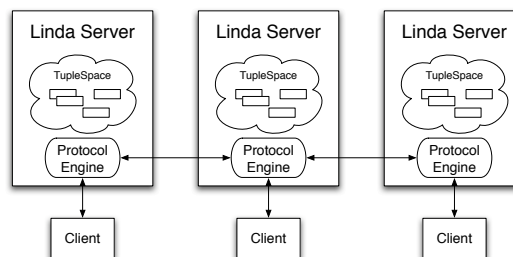 Linda Server Linda Server Linda Server
TupleSpace TupleSpace TupleSpace
Protocol Protocol Protocol
Engine Engine Engine
Client Client Client